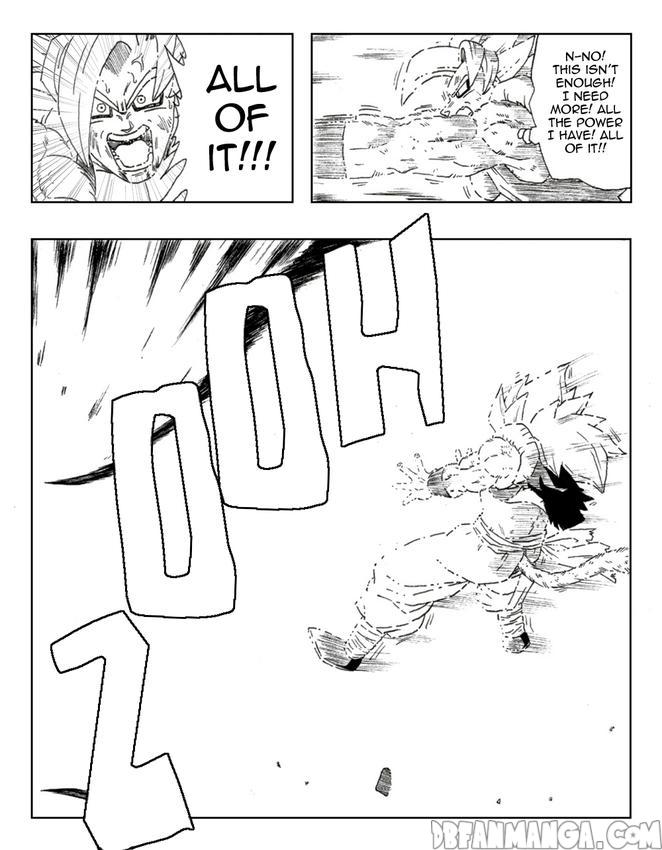 N-NO!
THIS ISN'T
ENOUGH!
I NEED
MORE! ALL
THE POWER
I HAVE! ALL
OF IT!!
ALL
OF
IT!!!
ZOOH
DBFANMANGA.COM